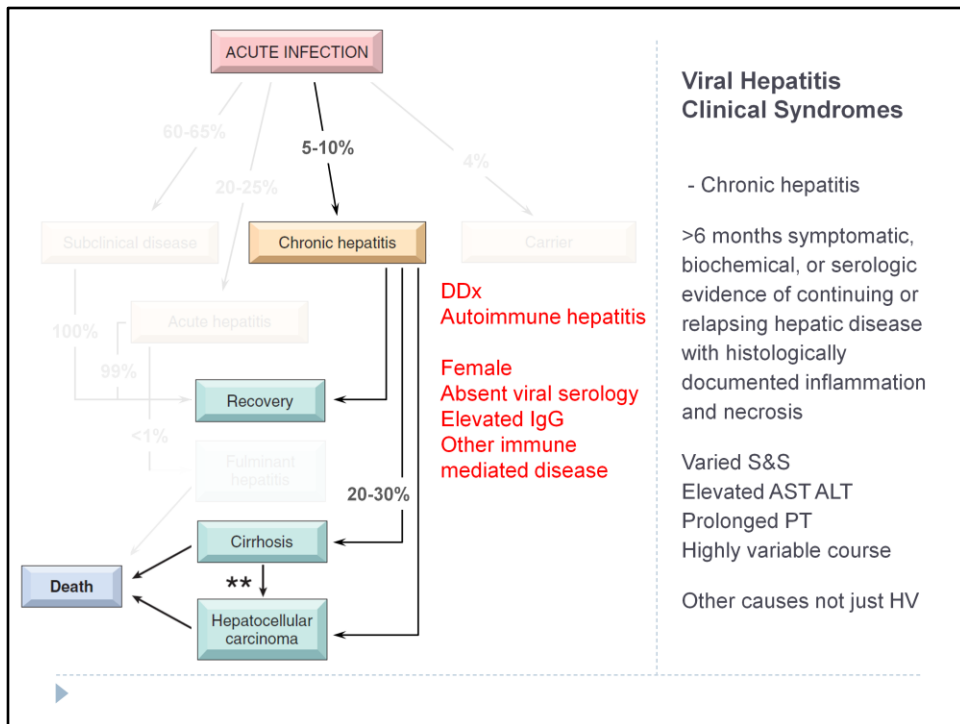 ACUTE INFECTION
60-65%
5-10%
20-25%
4%
Subclinical disease
Chronic hepatitis
Carrier
Acute hepatitis
100%
99%
Recovery
<1%
Fulminant
hepatitis
20-30%
Cirrhosis
**
Death
Hepatocellular
carcinoma
DDx
Autoimmune hepatitis
Female
Absent viral serology
Elevated IgG
Other immune
mediated disease
Viral Hepatitis
Clinical Syndromes
- Chronic hepatitis
>6 months symptomatic,
biochemical, or serologic
evidence of continuing or
relapsing hepatic disease
with histologically
documented inflammation
and necrosis
Varied S&S
Elevated AST ALT
Prolonged PT
Highly variable course
Other causes not just HV